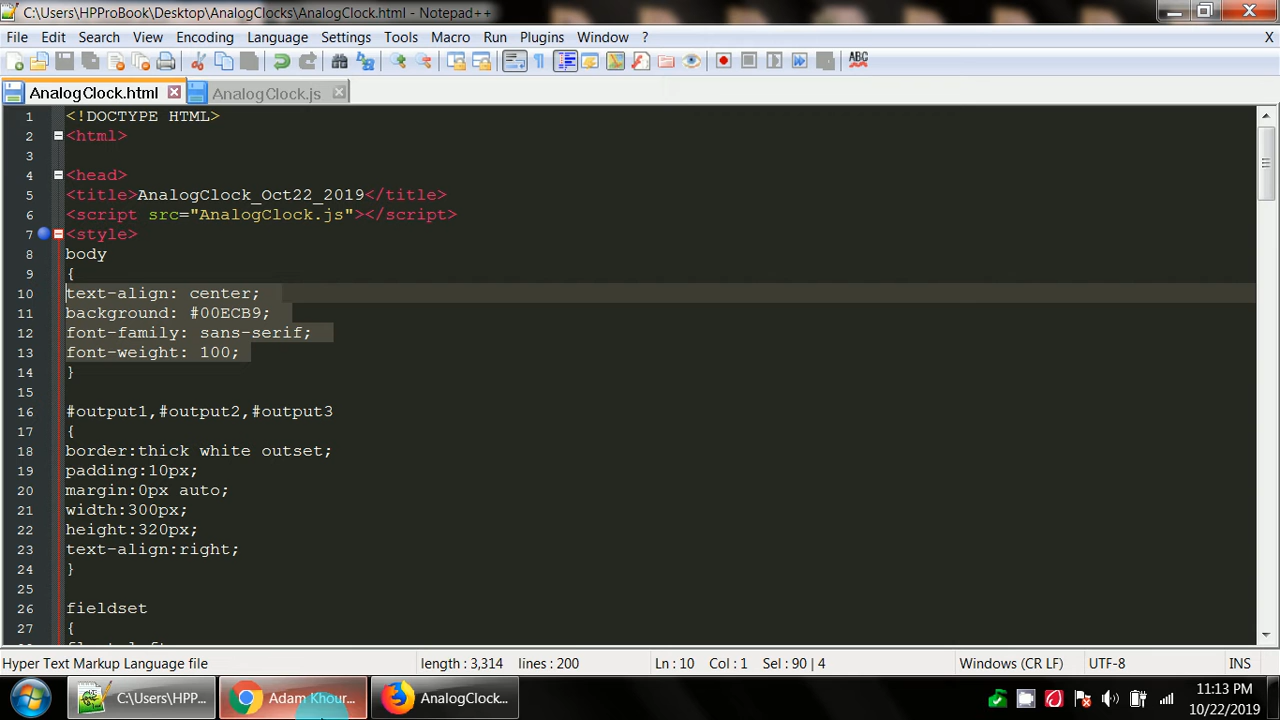 C:\Users\HPProBook\Desktop\AnalogClocks\AnalogClock.html - Notepad++
File Edit Search View Encoding Language Settings Tools Macro Run Plugins Window ? X
ABC
AnalogClock.html AnalogClock.js
1 <!DOCTYPE HTML>
2 <html>
3
4 <head>
5 <title>AnalogClock_Oct22_2019</title>
6 <script src="AnalogClock.js"></script>
7 <style>
8 body
9 {
10 text-align: center;
11 background: #00ECB9;
12 font-family: sans-serif;
13 font-weight: 100;
14 }
15
16 #output1,#output2,#output3
17 {
18 border:thick white outset;
19 padding:10px;
20 margin:0px auto;
21 width:300px;
22 height:320px;
23 text-align:right;
24 }
25
26 fieldset
27 {
Hyper Text Markup Language file length : 3,314 lines : 200 Ln : 10 Col : 1 Sel : 90 | 4 Windows (CR LF) UTF-8 INS
C:\Users\HPP... Adam Khour... AnalogClock... 11:13 PM
10/22/2019